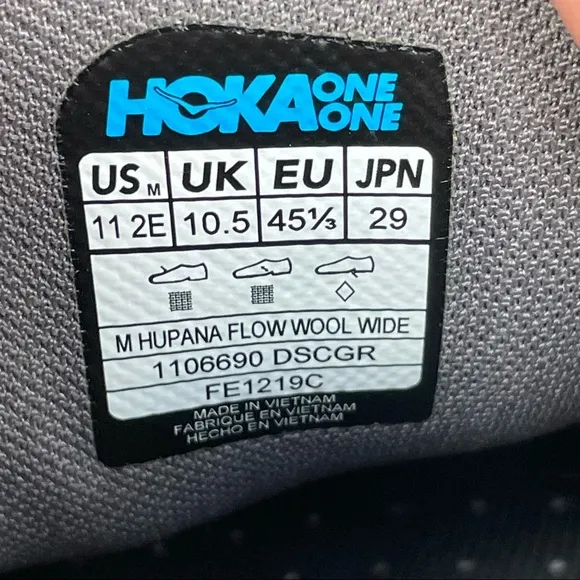 HOKA ONE ONE
US M UK EU JPN
11 2E 10.5 45⅓ 29
M HUPANA FLOW WOOL WIDE
1106690 DSCGR
FE1219C
MADE IN VIETNAM
FABRIQUE EN VIETNAM
HECHO EN VIETNAM